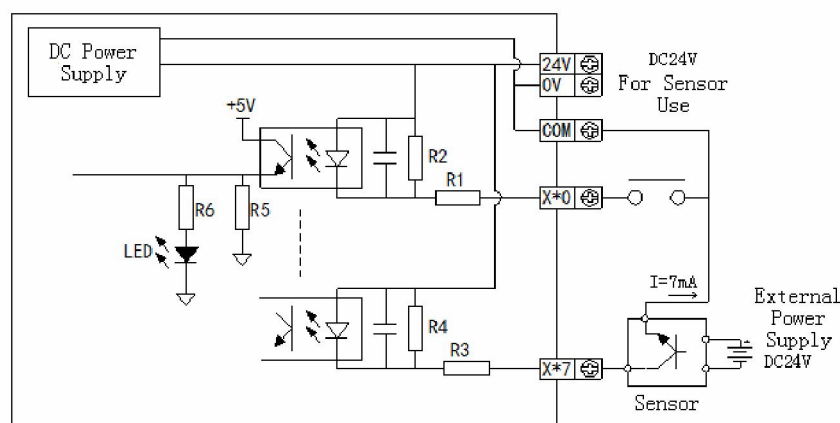 DC Power
Supply
24V
0V
COM
DC24V
For Sensor
Use
+5V
R2
R1
X*0
R6
R5
LED
I=7mA
R4
R3
X*7
Sensor
External
Power
Supply
DC24V